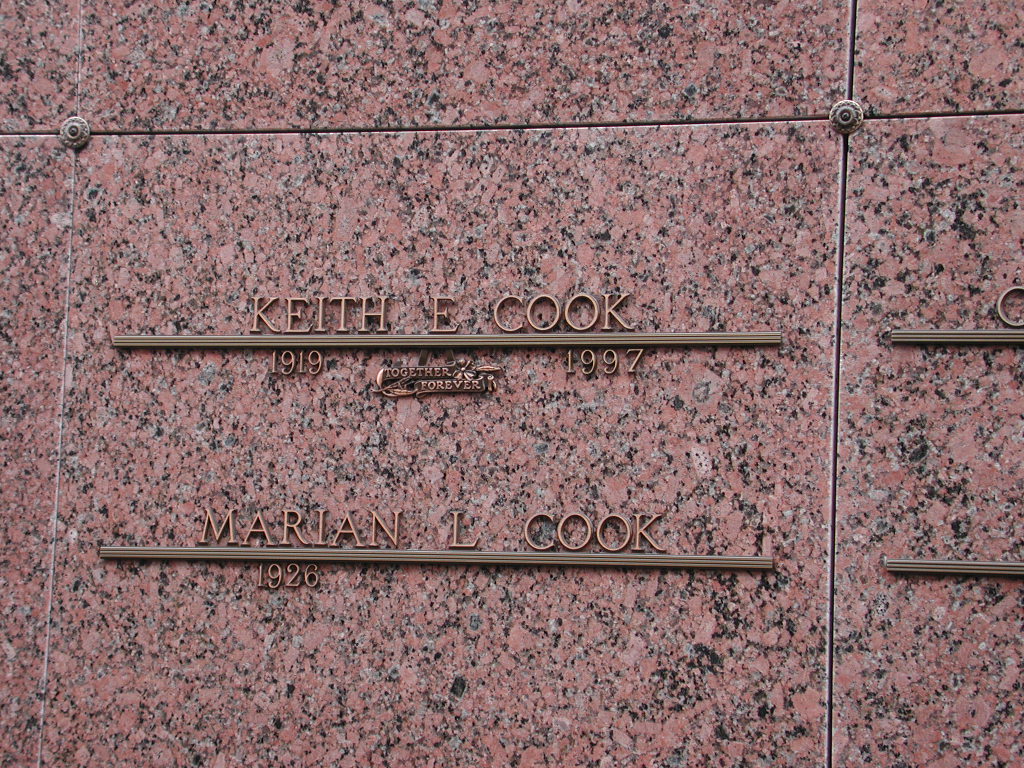 KEITH E COOK
1919 1997
TOGETHER
FOREVER
MARIAN L COOK
1926